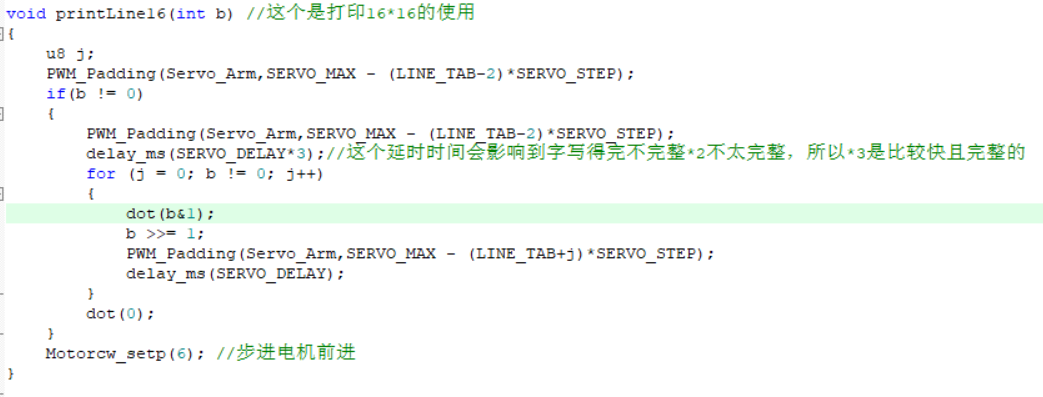 void printLine16(int b) //这个是打印16*16的使用
{
    u8 j;
    PWM_Padding(Servo_Arm,SERVO_MAX - (LINE_TAB-2)*SERVO_STEP);
    if(b != 0)
    {
        PWM_Padding(Servo_Arm,SERVO_MAX - (LINE_TAB-2)*SERVO_STEP);
        delay_ms(SERVO_DELAY*3);//这个延时时间会影响到字写得完不完整*2不太完整，所以*3是比较快且完整的
        for (j = 0; b != 0; j++)
        {
            dot(b&1);
            b >>= 1;
            PWM_Padding(Servo_Arm,SERVO_MAX - (LINE_TAB+j)*SERVO_STEP);
            delay_ms(SERVO_DELAY);
        }
        dot(0);
    }
    Motorcw_setp(6); //步进电机前进
}